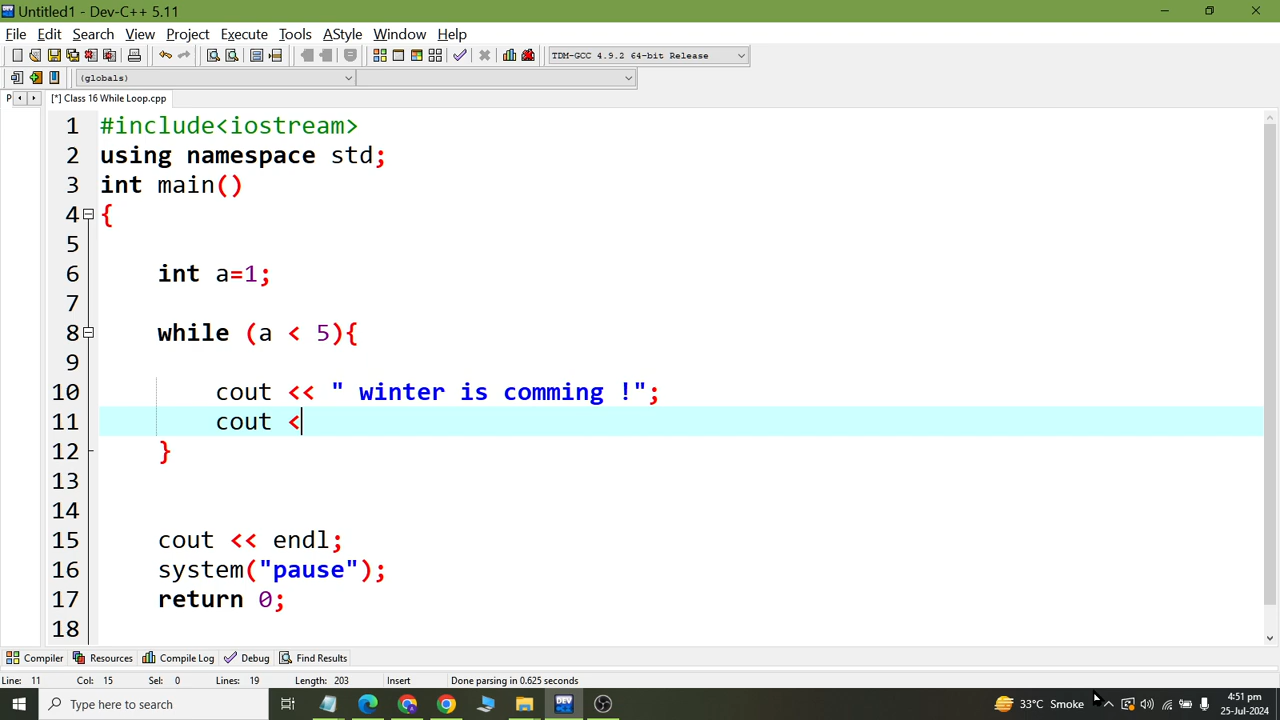 Untitled1 - Dev-C++ 5.11
File Edit Search View Project Execute Tools AStyle Window Help
TDM-GCC 4.9.2 64-bit Release
(globals)
P [*] Class 16 While Loop.cpp
1 #include<iostream>
2 using namespace std;
3 int main()
4 {
5
6 int a=1;
7
8 while (a < 5){
9
10 cout << " winter is comming !";
11 cout <
12 }
13
14
15 cout << endl;
16 system("pause");
17 return 0;
18
Compiler Resources Compile Log Debug Find Results
Line: 11 Col: 15 Sel: 0 Lines: 19 Length: 203 Insert Done parsing in 0.625 seconds
Type here to search DEV 33°C Smoke 4:51 pm
25-Jul-2024